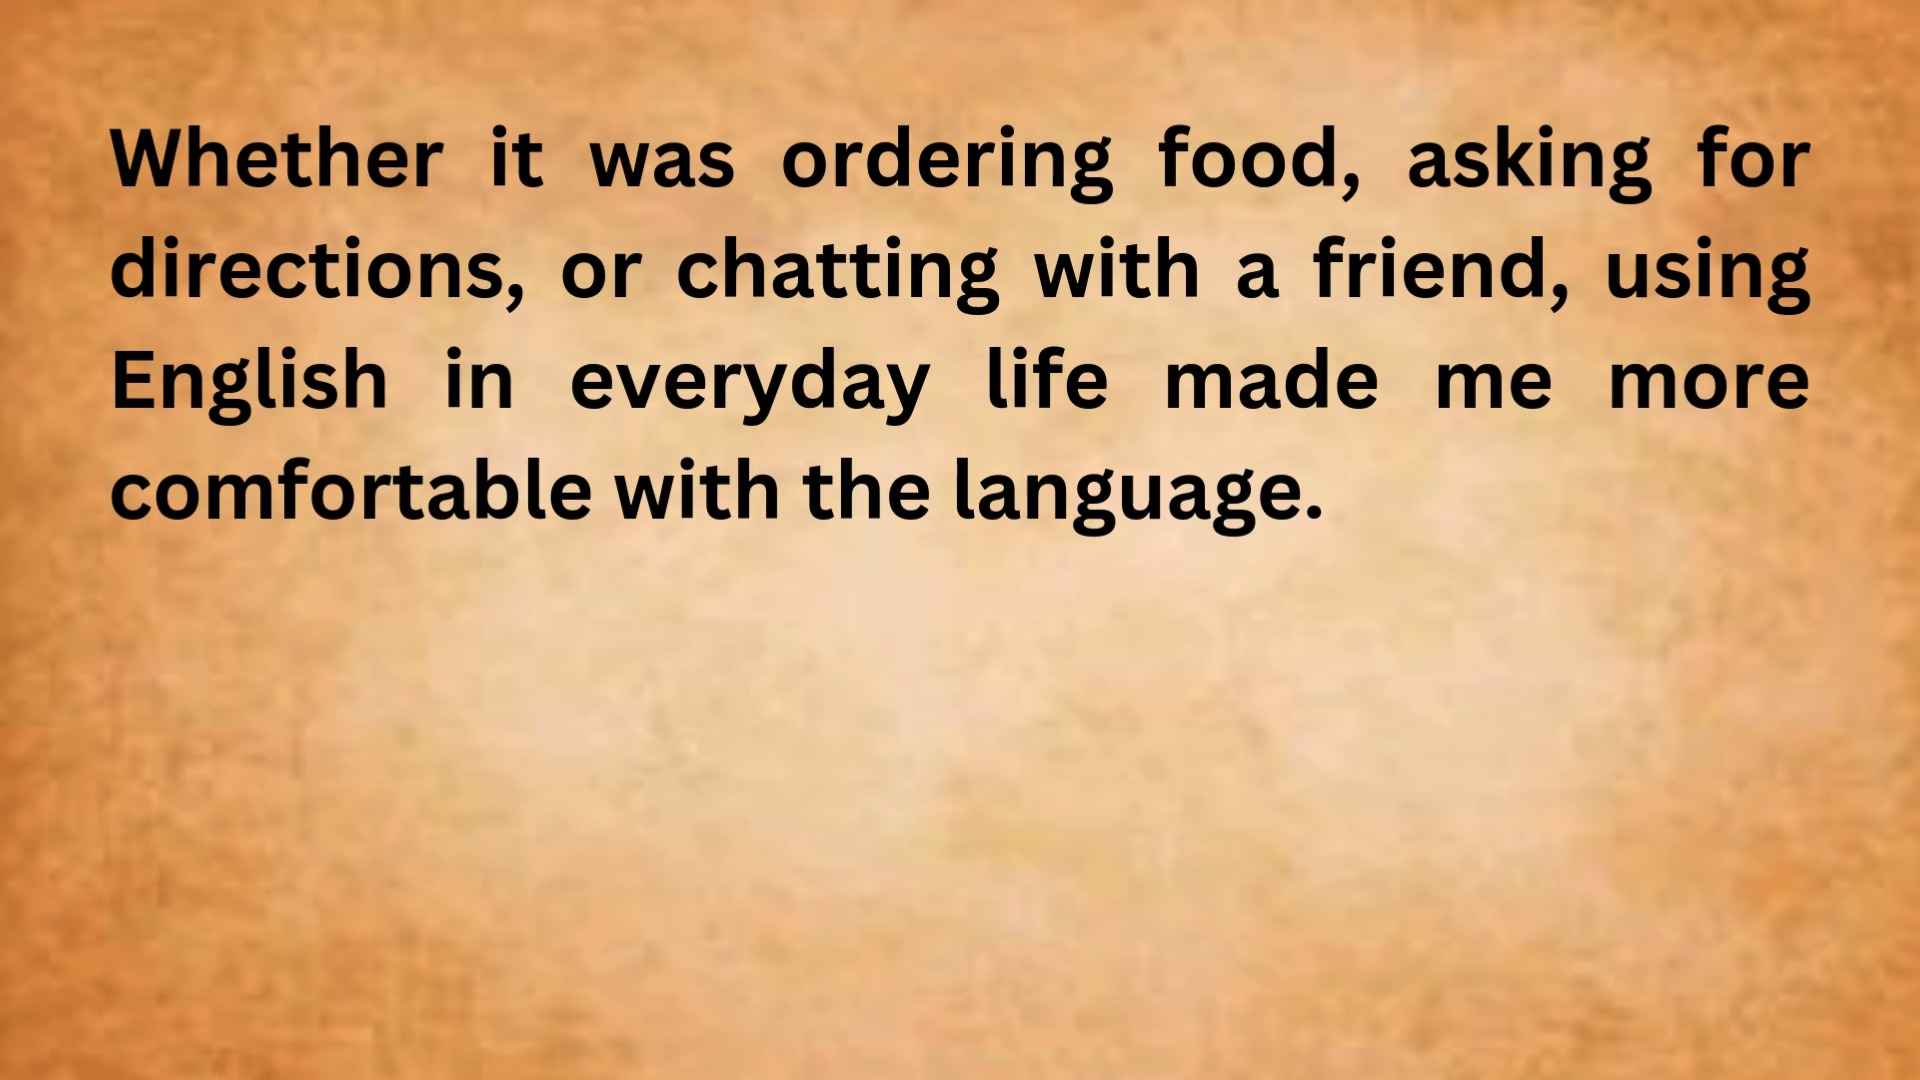 Whether it was ordering food, asking for
directions, or chatting with a friend, using
English in everyday life made me more
comfortable with the language.